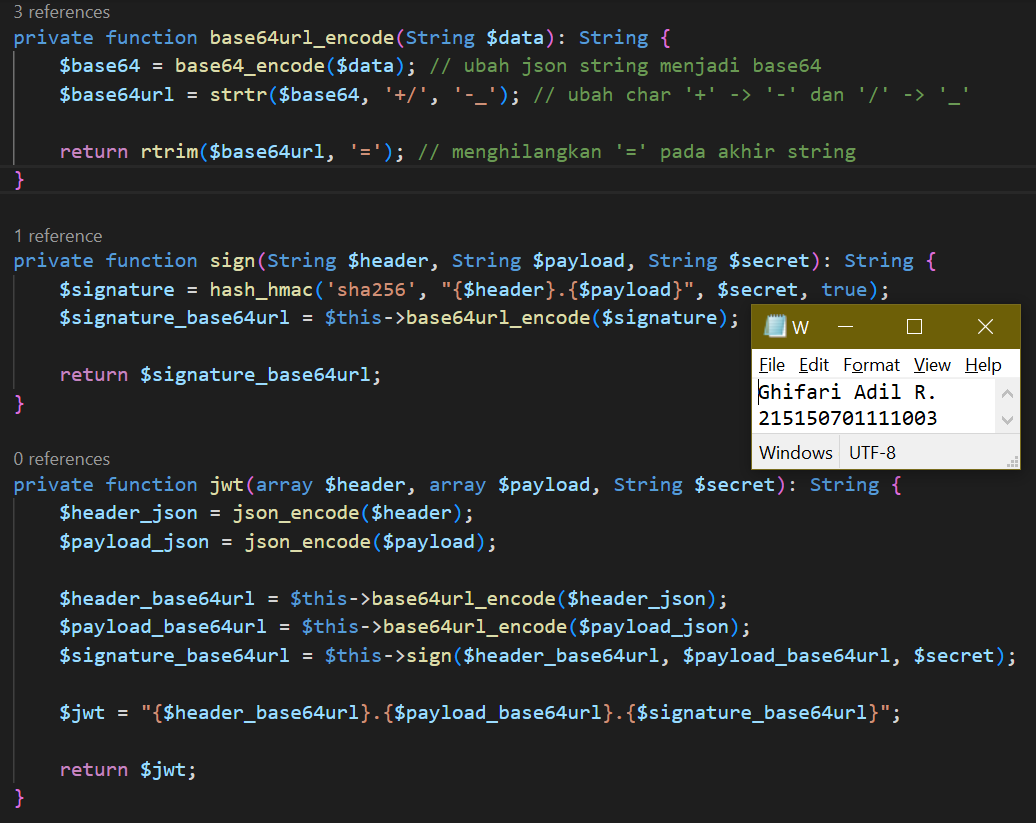 3 references
private function base64url_encode(String $data): String {
    $base64 = base64_encode($data); // ubah json string menjadi base64
    $base64url = strtr($base64, '+/', '-_'); // ubah char '+' -> '-' dan '/' -> '_'
    return rtrim($base64url, '='); // menghilangkan '=' pada akhir string
}
1 reference
private function sign(String $header, String $payload, String $secret): String {
    $signature = hash_hmac('sha256', "{$header}.{$payload}", $secret, true);
    $signature_base64url = $this->base64url_encode($signature);
    return $signature_base64url;
}
W
File Edit Format View Help
Ghifari Adil R.
215150701111003
Windows UTF-8
0 references
private function jwt(array $header, array $payload, String $secret): String {
    $header_json = json_encode($header);
    $payload_json = json_encode($payload);
    $header_base64url = $this->base64url_encode($header_json);
    $payload_base64url = $this->base64url_encode($payload_json);
    $signature_base64url = $this->sign($header_base64url, $payload_base64url, $secret);
    $jwt = "{$header_base64url}.{$payload_base64url}.{$signature_base64url}";
    return $jwt;
}